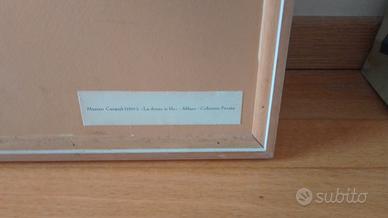 Massimo Campigli (1895-): «La donna in blu» - Milano - Collezione Privata
subito